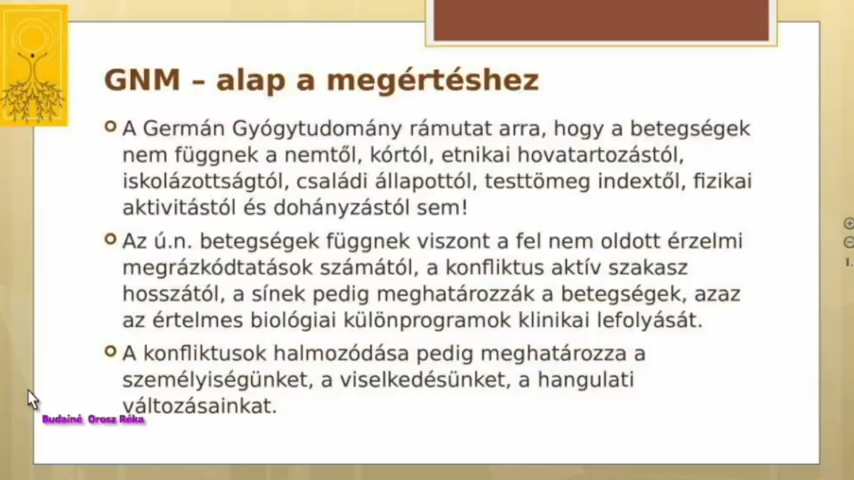 GNM – alap a megértéshez
A Germán Gyógytudomány rámutat arra, hogy a betegségek
nem függnek a nemtől, kórtól, etnikai hovatartozástól,
iskolázottságtól, családi állapottól, testtömeg indextől, fizikai
aktivitástól és dohányzástól sem!
Az ú.n. betegségek függnek viszont a fel nem oldott érzelmi
megrázkódtatások számától, a konfliktus aktív szakasz
hosszától, a sínek pedig meghatározzák a betegségek, azaz
az értelmes biológiai különprogramok klinikai lefolyását.
A konfliktusok halmozódása pedig meghatározza a
személyiségünket, a viselkedésünket, a hangulati
változásainkat.
Budainé Orosz Réka
1.